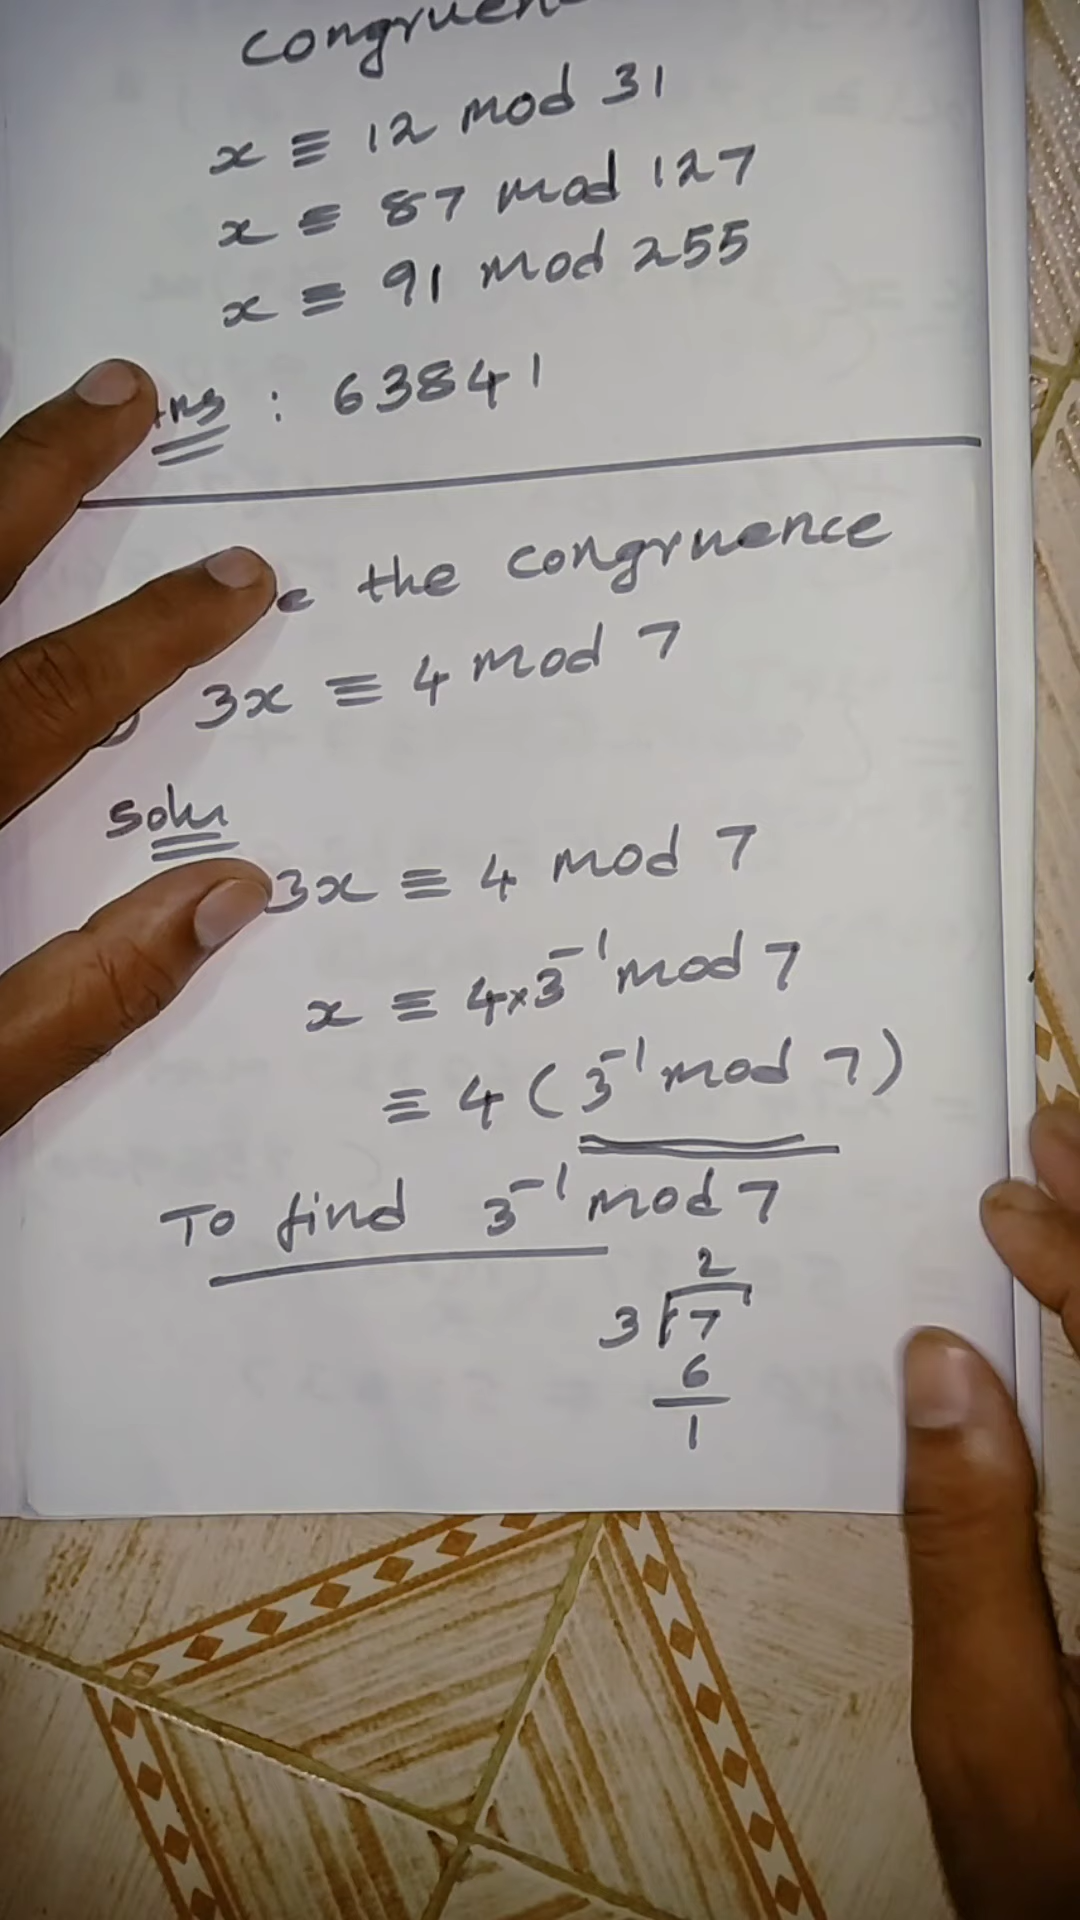 x ≡ 12 mod 31
x ≡ 87 mod 127
x ≡ 91 mod 255
: 63841
the congruence
3x ≡ 4 mod 7
Soln
3x ≡ 4 mod 7
x ≡ 4×3⁻¹ mod 7
≡ 4 (3⁻¹ mod 7)
To find 3⁻¹ mod 7
2
3 7
6
1